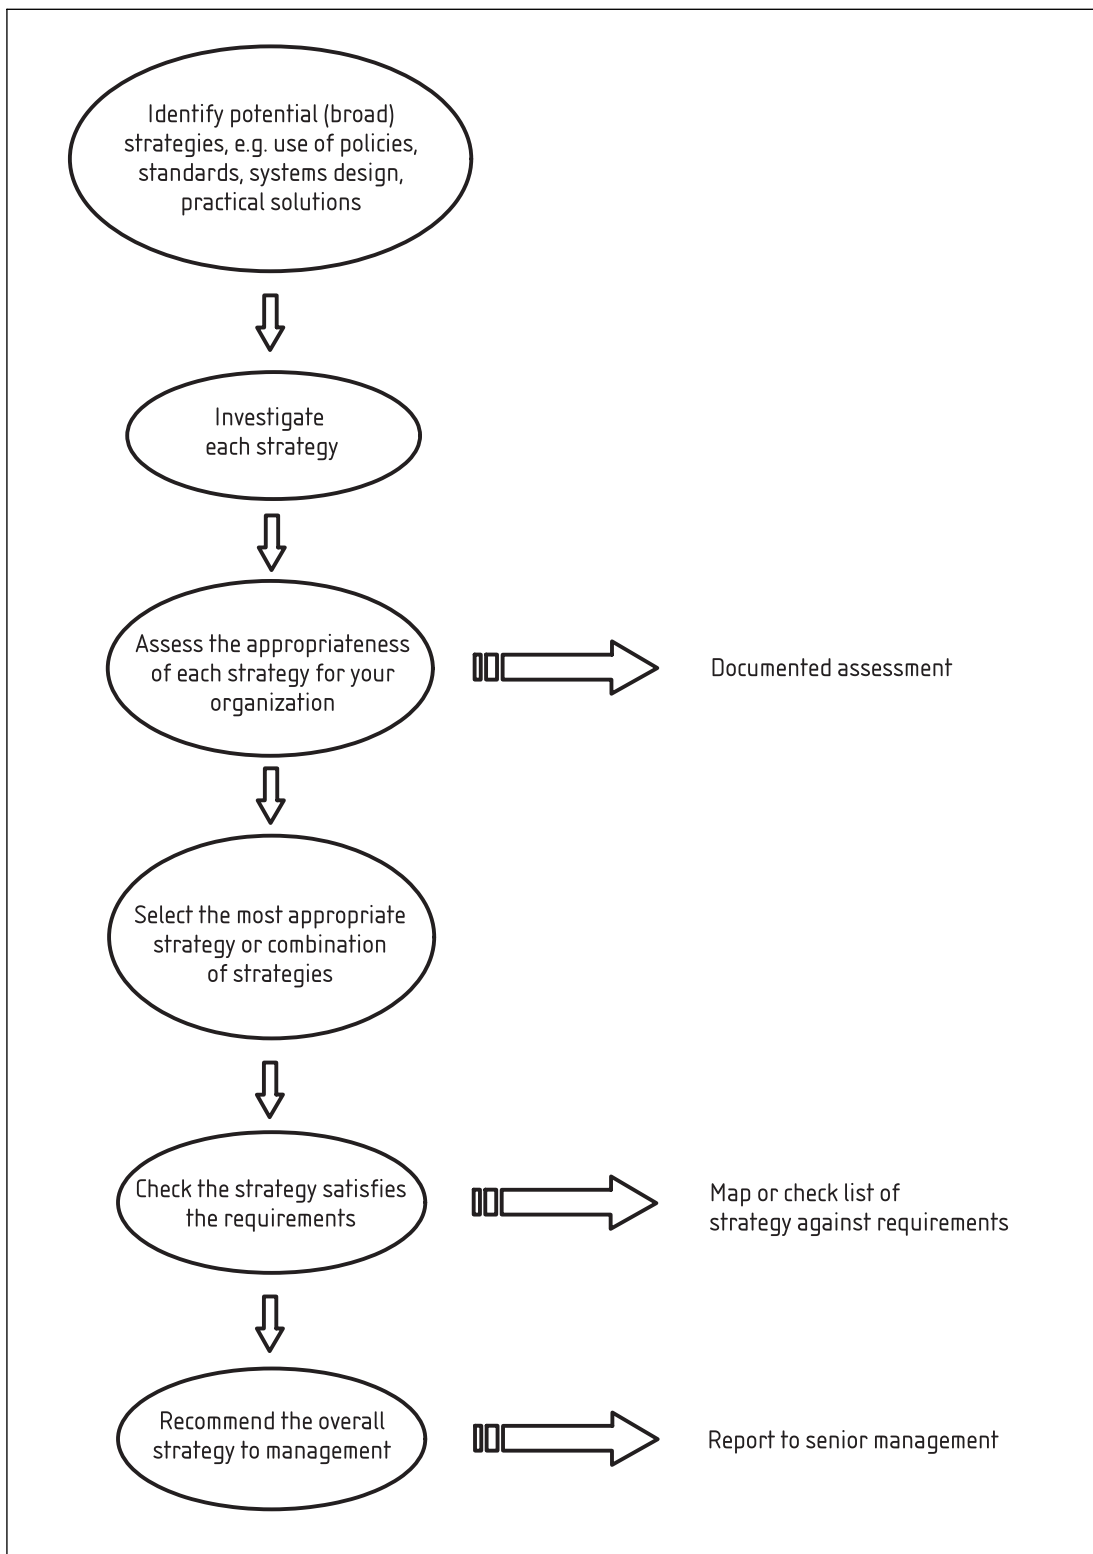 Identify potential (broad)
strategies, e.g. use of policies,
standards, systems design,
practical solutions
Investigate
each strategy
Assess the appropriateness
of each strategy for your
organization
Documented assessment
Select the most appropriate
strategy or combination
of strategies
Check the strategy satisfies
the requirements
Map or check list of
strategy against requirements
Recommend the overall
strategy to management
Report to senior management